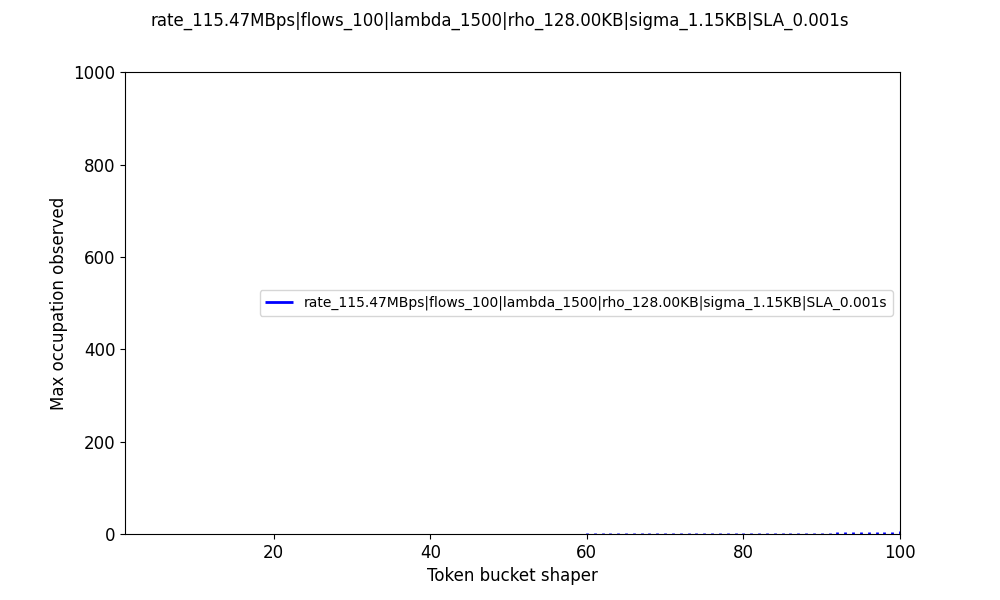 rate_115.47MBps|flows_100|lambda_1500|rho_128.00KB|sigma_1.15KB|SLA_0.001s
1000
800
600
400
200
0
Max occupation observed
rate_115.47MBps|flows_100|lambda_1500|rho_128.00KB|sigma_1.15KB|SLA_0.001s
20
40
60
80
100
Token bucket shaper